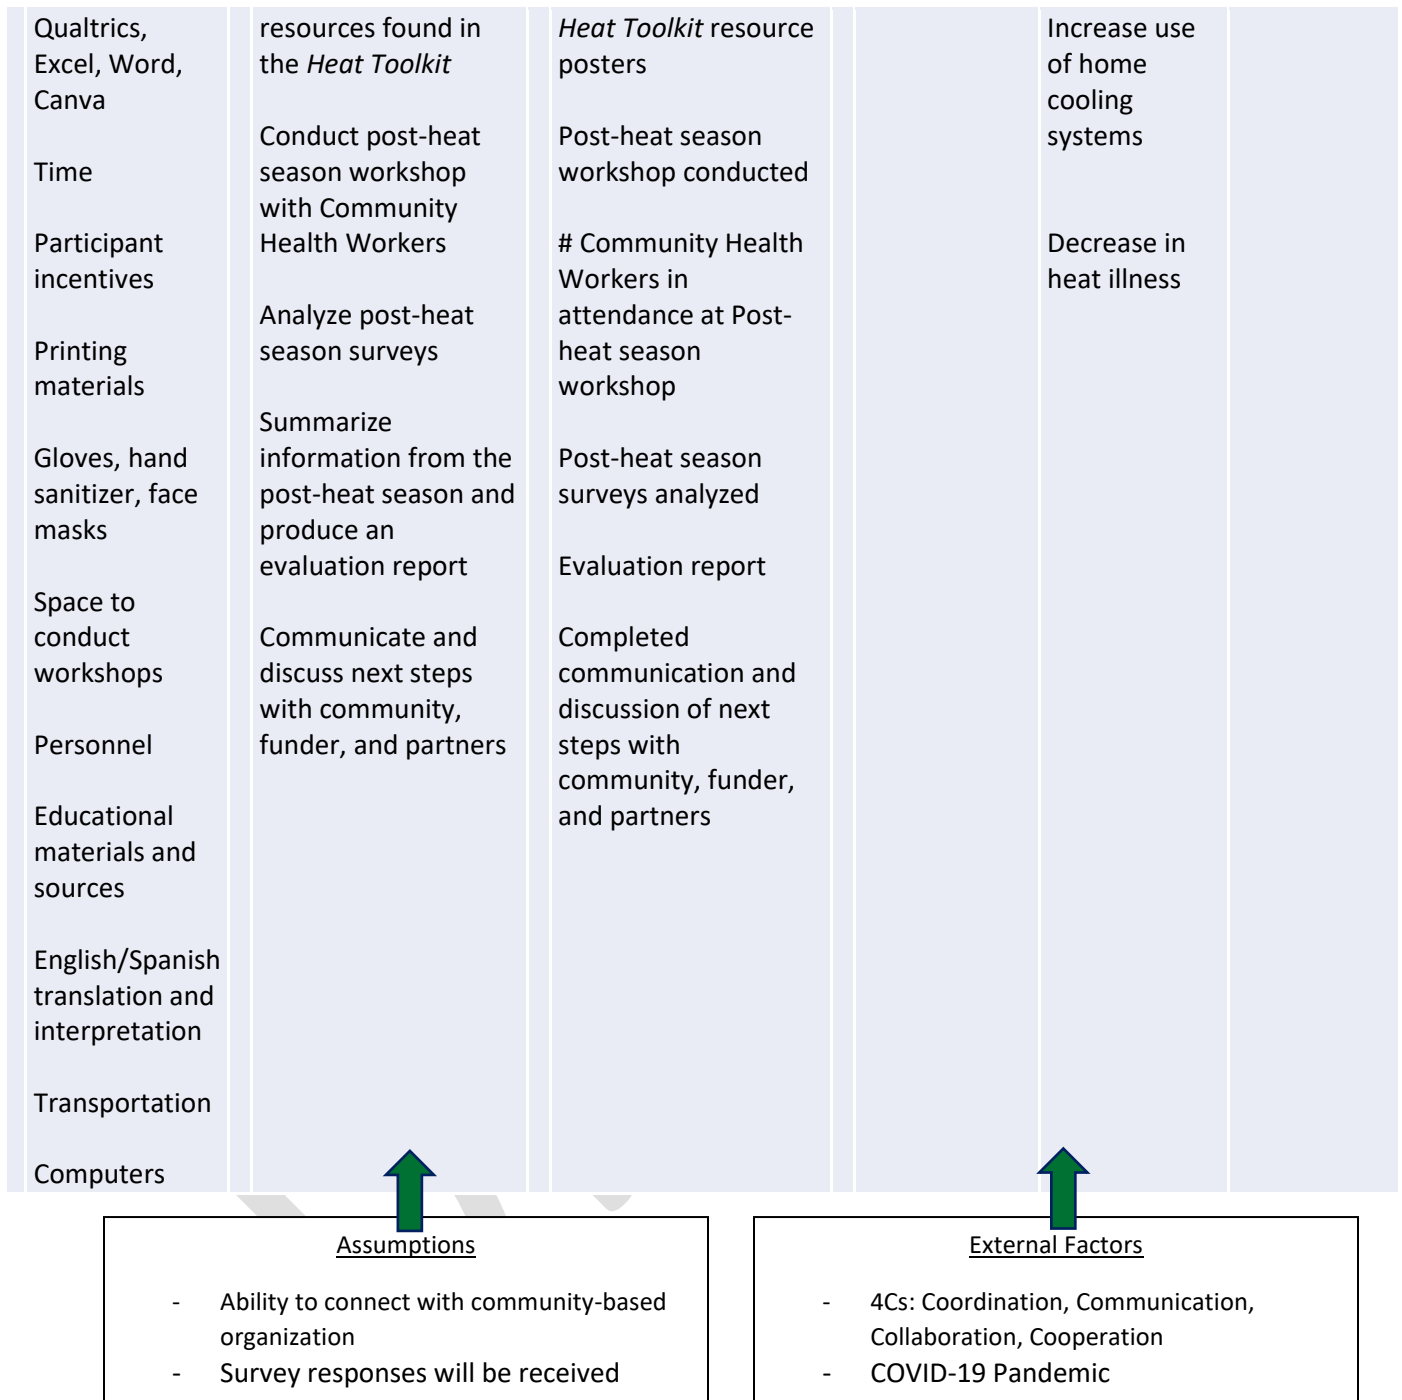 Qualtrics,
Excel, Word,
Canva
Time
Participant
incentives
Printing
materials
Gloves, hand
sanitizer, face
masks
Space to
conduct
workshops
Personnel
Educational
materials and
sources
English/Spanish
translation and
interpretation
Transportation
Computers
resources found in
the Heat Toolkit
Conduct post-heat
season workshop
with Community
Health Workers
Analyze post-heat
season surveys
Summarize
information from the
post-heat season and
produce an
evaluation report
Communicate and
discuss next steps
with community,
funder, and partners
Heat Toolkit resource
posters
Post-heat season
workshop conducted
# Community Health
Workers in
attendance at Post-
heat season
workshop
Post-heat season
surveys analyzed
Evaluation report
Completed
communication and
discussion of next
steps with
community, funder,
and partners
Increase use
of home
cooling
systems
Decrease in
heat illness
Assumptions
- Ability to connect with community-based
organization
- Survey responses will be received
External Factors
- 4Cs: Coordination, Communication,
Collaboration, Cooperation
- COVID-19 Pandemic